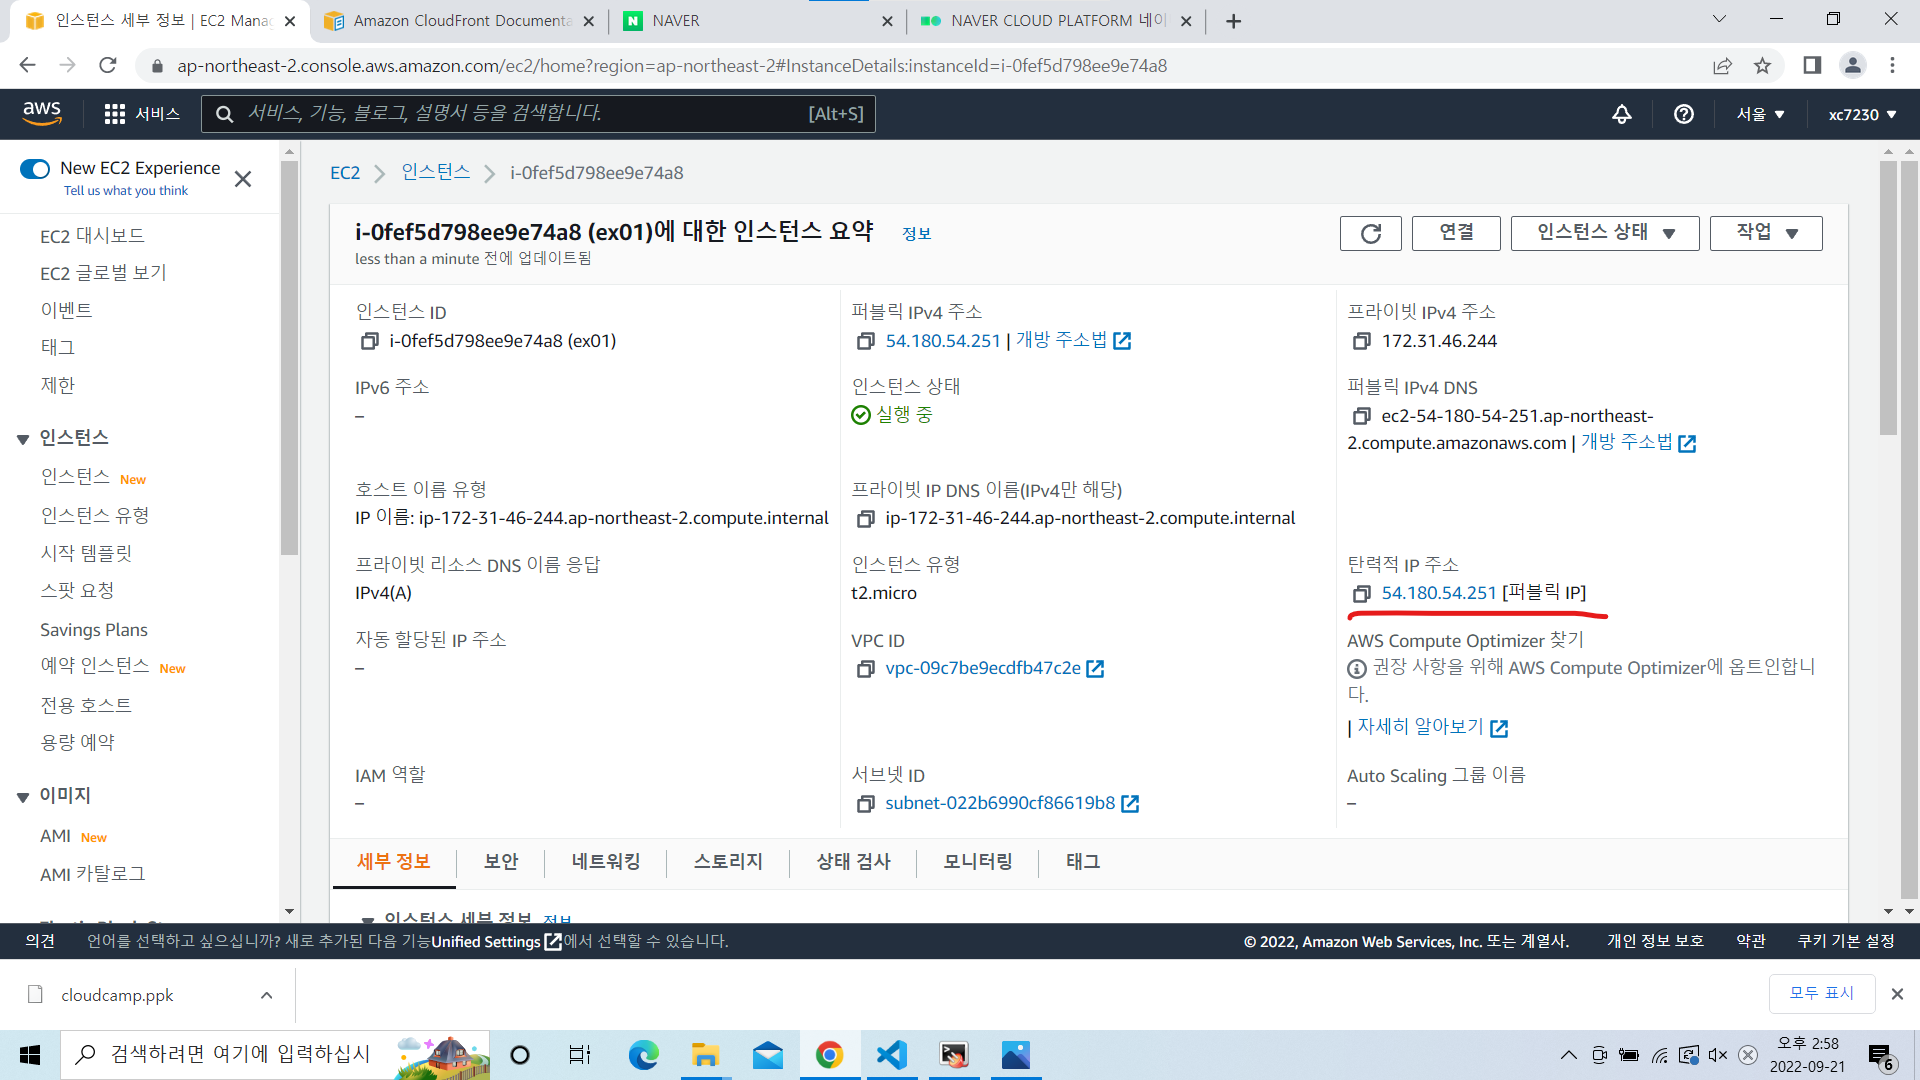 인스턴스 세부 정보 | EC2 Mana
Amazon CloudFront Documenta
NAVER
NAVER CLOUD PLATFORM 네이
ap-northeast-2.console.aws.amazon.com/ec2/home?region=ap-northeast-2#InstanceDetails:instanceId=i-0fef5d798ee9e74a8
aws
서비스
서비스, 기능, 블로그, 설명서 등을 검색합니다.
[Alt+S]
서울
xc7230
New EC2 Experience
Tell us what you think
EC2 대시보드
EC2 글로벌 보기
이벤트
태그
제한
인스턴스
인스턴스 New
인스턴스 유형
시작 템플릿
스팟 요청
Savings Plans
예약 인스턴스 New
전용 호스트
용량 예약
이미지
AMI New
AMI 카탈로그
EC2
인스턴스
i-0fef5d798ee9e74a8
i-0fef5d798ee9e74a8 (ex01)에 대한 인스턴스 요약 정보
less than a minute 전에 업데이트됨
연결
인스턴스 상태
작업
인스턴스 ID
i-0fef5d798ee9e74a8 (ex01)
퍼블릭 IPv4 주소
54.180.54.251 | 개방 주소법
프라이빗 IPv4 주소
172.31.46.244
IPv6 주소
–
인스턴스 상태
실행 중
퍼블릭 IPv4 DNS
ec2-54-180-54-251.ap-northeast-
2.compute.amazonaws.com | 개방 주소법
호스트 이름 유형
IP 이름: ip-172-31-46-244.ap-northeast-2.compute.internal
프라이빗 IP DNS 이름(IPv4만 해당)
ip-172-31-46-244.ap-northeast-2.compute.internal
프라이빗 리소스 DNS 이름 응답
IPv4(A)
인스턴스 유형
t2.micro
탄력적 IP 주소
54.180.54.251 [퍼블릭 IP]
자동 할당된 IP 주소
–
VPC ID
vpc-09c7be9ecdfb47c2e
AWS Compute Optimizer 찾기
권장 사항을 위해 AWS Compute Optimizer에 옵트인합니
다.
| 자세히 알아보기
IAM 역할
–
서브넷 ID
subnet-022b6990cf86619b8
Auto Scaling 그룹 이름
–
세부 정보
보안
네트워킹
스토리지
상태 검사
모니터링
태그
인스턴스 세부 정보 정보
의견
언어를 선택하고 싶으십니까? 새로 추가된 다음 기능Unified Settings에서 선택할 수 있습니다.
© 2022, Amazon Web Services, Inc. 또는 계열사.
개인 정보 보호
약관
쿠키 기본 설정
cloudcamp.ppk
모두 표시
검색하려면 여기에 입력하십시
오후 2:58
2022-09-21
6